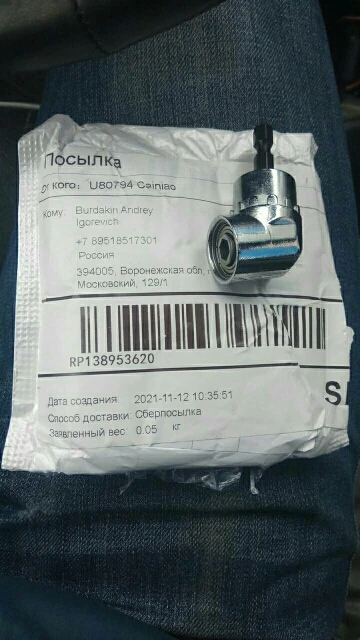 Посылка
От кого: U80794 Cainiao
Кому: Burdakin Andrey
Igorevich
+7 89518517301
Россия
394005, Воронежская обл,
Московский, 129/1
RP138953620
Дата создания: 2021-11-12 10:35:51
Способ доставки: Сберпосылка
Заявленный вес: 0.05 кг